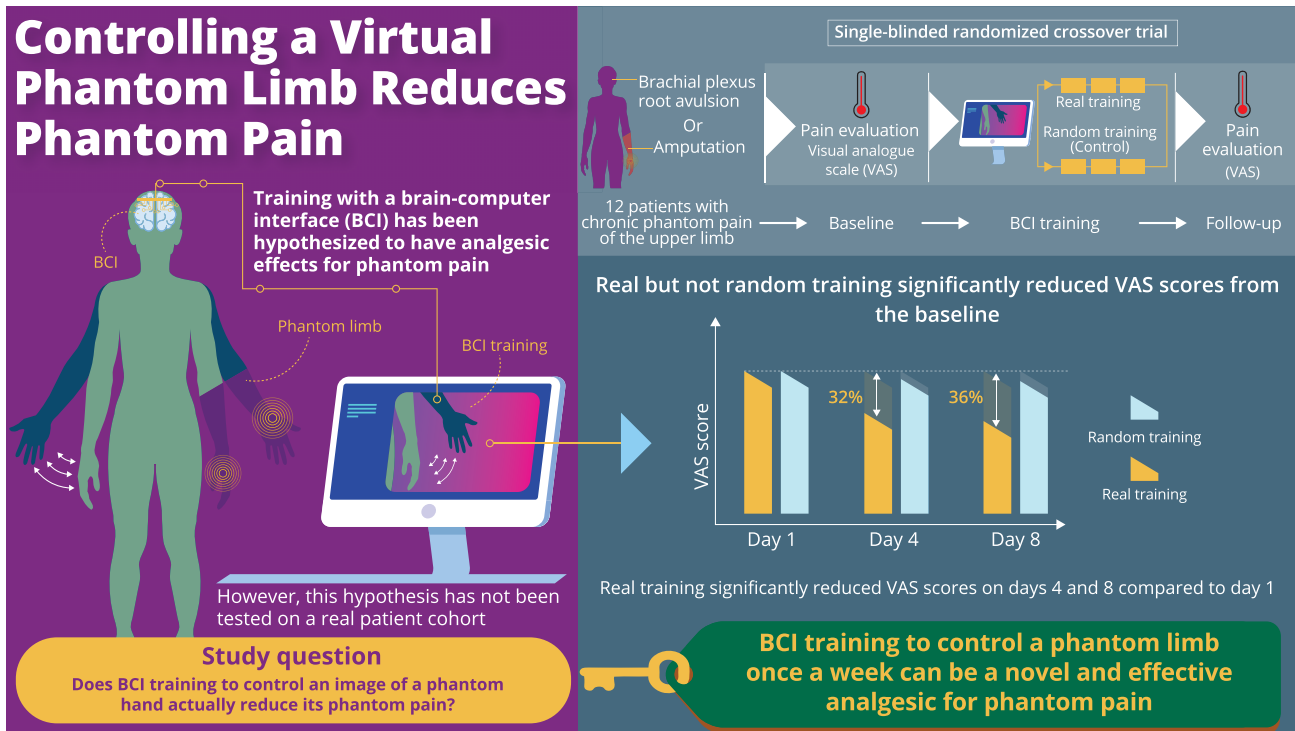 Controlling a Virtual
Phantom Limb Reduces
Phantom Pain
Training with a brain-computer
interface (BCI) has been
hypothesized to have analgesic
effects for phantom pain
BCI
Phantom limb
BCI training
However, this hypothesis has not been
tested on a real patient cohort
Study question
Does BCI training to control an image of a phantom
hand actually reduce its phantom pain?
Single-blinded randomized crossover trial
Brachial plexus
root avulsion
Or
Amputation
Pain evaluation
Visual analogue
scale (VAS)
Real training
Random training
(Control)
Pain
evaluation
(VAS)
12 patients with
chronic phantom pain
of the upper limb
Baseline
BCI training
Follow-up
Real but not random training significantly reduced VAS scores from
the baseline
VAS score
32%
36%
Day 1
Day 4
Day 8
Random training
Real training
Real training significantly reduced VAS scores on days 4 and 8 compared to day 1
BCI training to control a phantom limb
once a week can be a novel and effective
analgesic for phantom pain